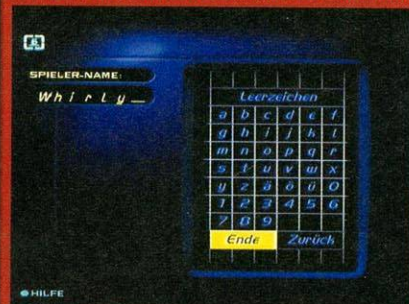 SPIELER-NAME:
Whirly_
Leerzeichen
a b c d e f
g h i j k l
m n o p q r
s t u v w x
y z ä ö ü 0
1 2 3 4 5 6
7 8 9
Ende Zurück
HILFE